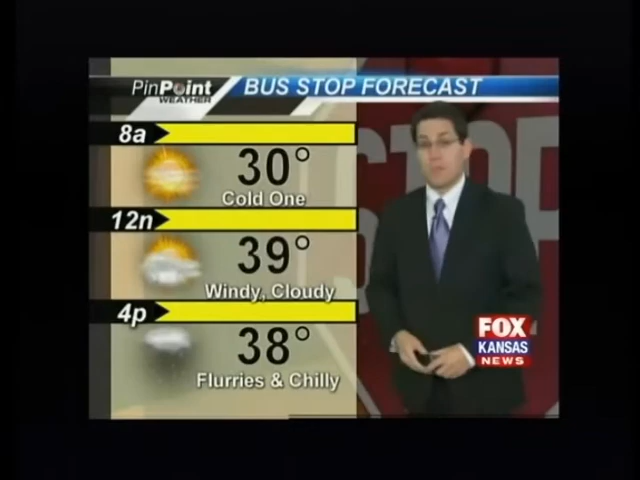 PinPoint
WEATHER
BUS STOP FORECAST
8a
30°
Cold One
12n
39°
Windy, Cloudy
4p
38°
Flurries & Chilly
STOP
FOX
KANSAS
NEWS